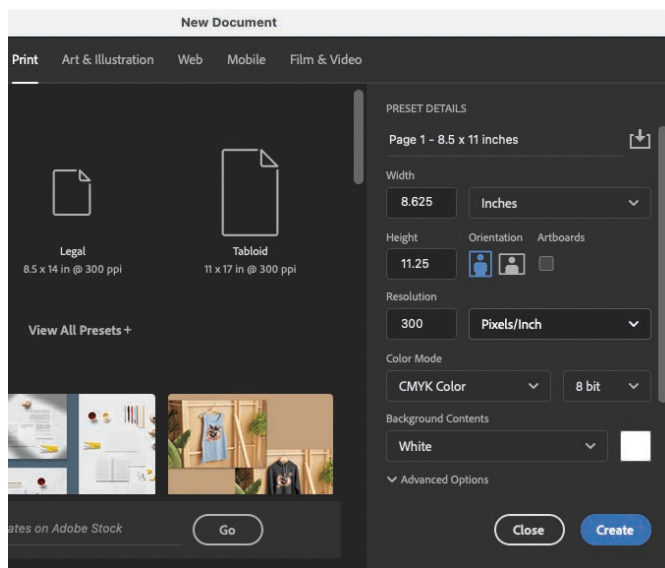 New Document
Print Art & Illustration Web Mobile Film & Video
Legal
8.5 x 14 in @ 300 ppi
Tabloid
11 x 17 in @ 300 ppi
View All Presets +
ates on Adobe Stock
Go
PRESET DETAILS
Page 1 - 8.5 x 11 inches
Width
8.625 Inches
Height Orientation Artboards
11.25
Resolution
300 Pixels/Inch
Color Mode
CMYK Color 8 bit
Background Contents
White
Advanced Options
Close Create